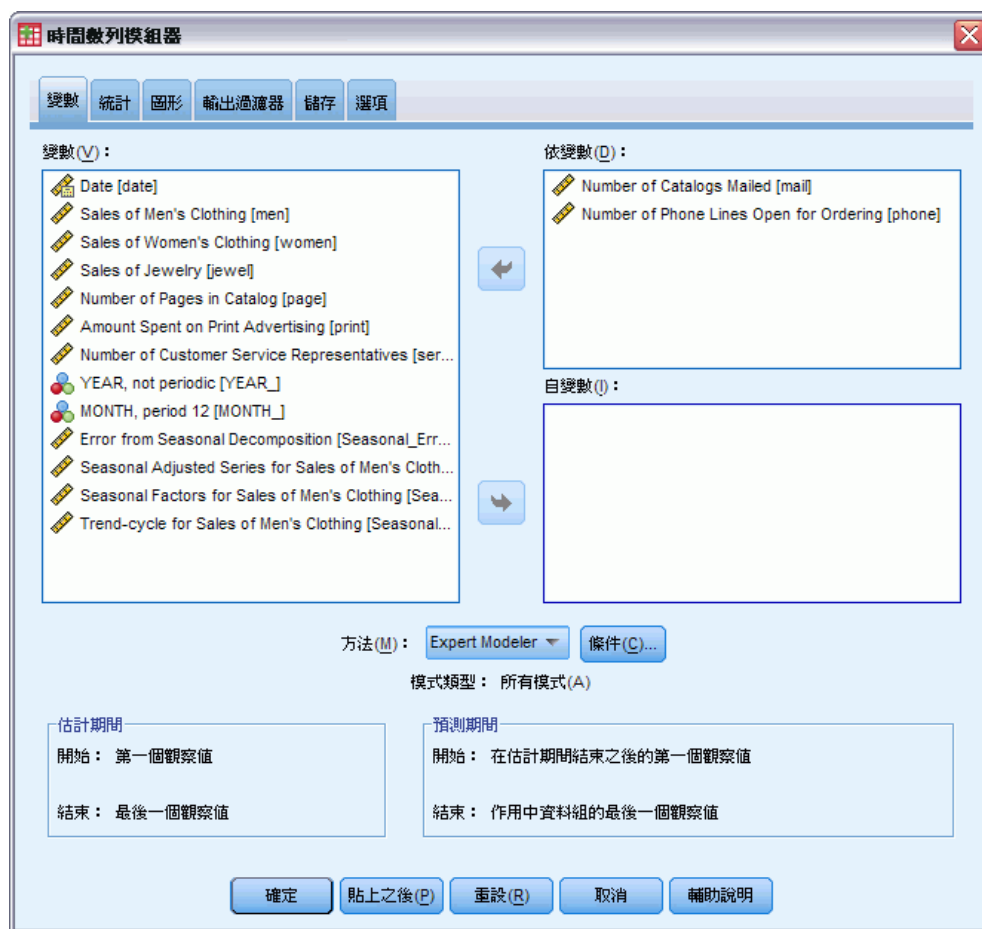 時間數列模組器
變數 統計 圖形 輸出過濾器 儲存 選項
變數(V)：
Date [date]
Sales of Men's Clothing [men]
Sales of Women's Clothing [women]
Sales of Jewelry [jewel]
Number of Pages in Catalog [page]
Amount Spent on Print Advertising [print]
Number of Customer Service Representatives [ser...
YEAR, not periodic [YEAR_]
MONTH, period 12 [MONTH_]
Error from Seasonal Decomposition [Seasonal_Err...
Seasonal Adjusted Series for Sales of Men's Cloth...
Seasonal Factors for Sales of Men's Clothing [Sea...
Trend-cycle for Sales of Men's Clothing [Seasonal...
依變數(D)：
Number of Catalogs Mailed [mail]
Number of Phone Lines Open for Ordering [phone]
自變數(I)：
方法(M)： Expert Modeler 條件(C)...
模式類型： 所有模式(A)
估計期間
開始： 第一個觀察值
結束： 最後一個觀察值
預測期間
開始： 在估計期間結束之後的第一個觀察值
結束： 作用中資料組的最後一個觀察值
確定 貼上之後(P) 重設(R) 取消 輔助說明